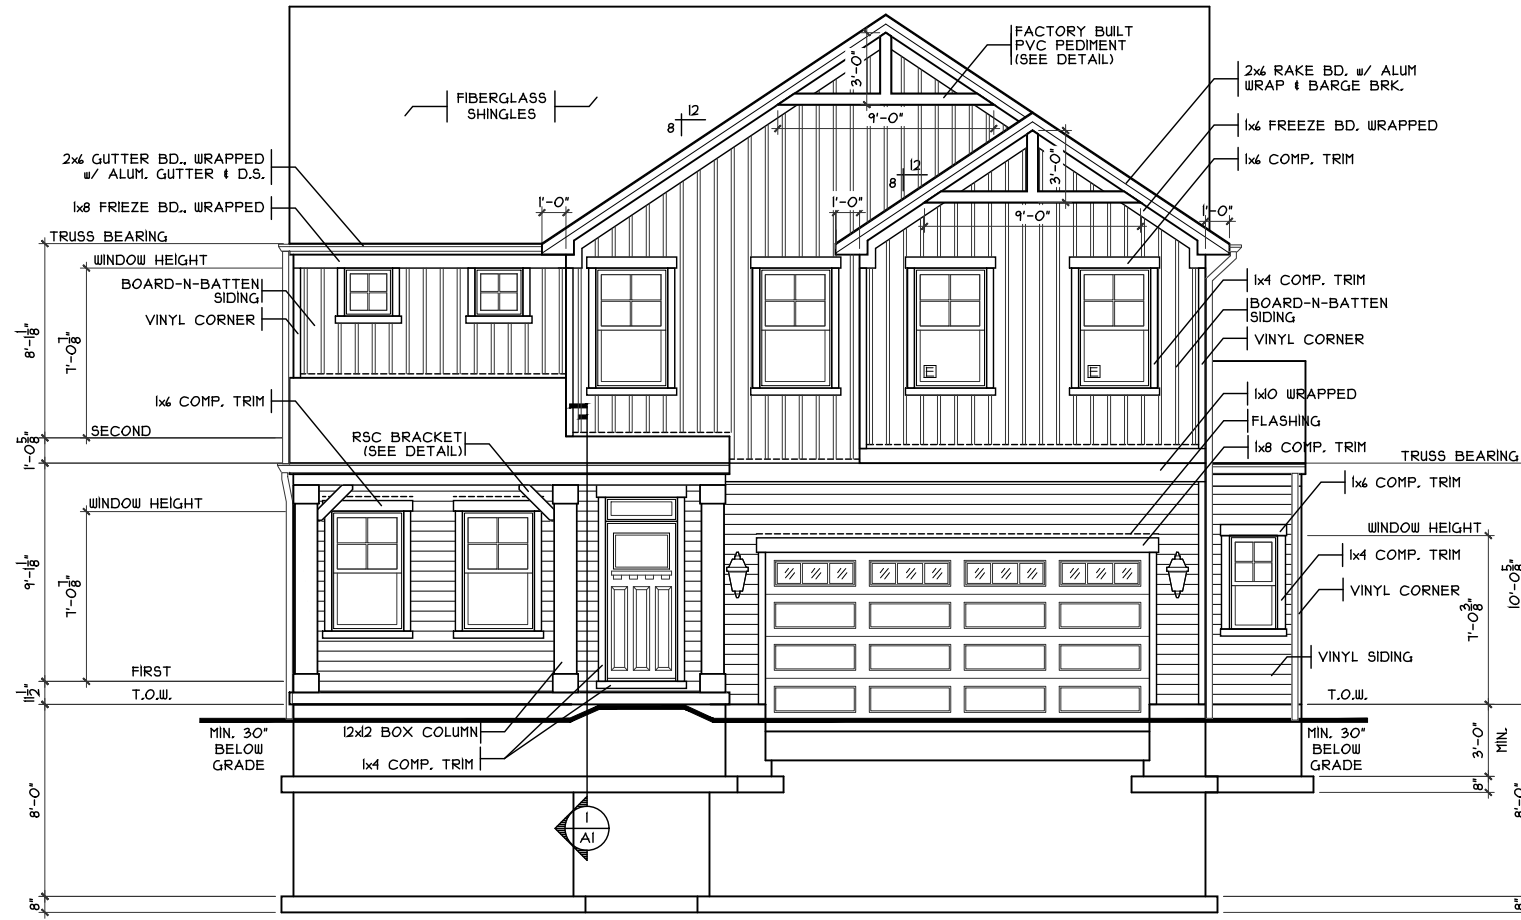 FACTORY BUILT
PVC PEDIMENT
(SEE DETAIL)
2x6 RAKE BD. w/ ALUM
WRAP & BARGE BRK.
FIBERGLASS
SHINGLES
12
8
3'-0"
9'-0"
1x6 FREEZE BD. WRAPPED
1x6 COMP. TRIM
2x6 GUTTER BD., WRAPPED
w/ ALUM. GUTTER & D.S.
12
8
3'-0"
9'-0"
1'-0"
1'-0"
1'-0"
1x8 FRIEZE BD., WRAPPED
TRUSS BEARING
WINDOW HEIGHT
BOARD-N-BATTEN
SIDING
VINYL CORNER
8'-1 1/8"
7'-0 7/8"
1x4 COMP. TRIM
BOARD-N-BATTEN
SIDING
VINYL CORNER
E
E
1x6 COMP. TRIM
1x10 WRAPPED
FLASHING
1x8 COMP. TRIM
SECOND
1'-0 5/8"
RSC BRACKET
(SEE DETAIL)
TRUSS BEARING
1x6 COMP. TRIM
WINDOW HEIGHT
WINDOW HEIGHT
9'-1 1/8"
7'-0 7/8"
1x4 COMP. TRIM
VINYL CORNER
7'-0 3/8"
10'-0 5/8"
VINYL SIDING
FIRST
T.O.W.
11 1/2"
T.O.W.
12x12 BOX COLUMN
1x4 COMP. TRIM
MIN. 30"
BELOW
GRADE
MIN. 30"
BELOW
GRADE
3'-0"
MIN.
8"
8'-0"
8'-0"
1
A1
8"
8"